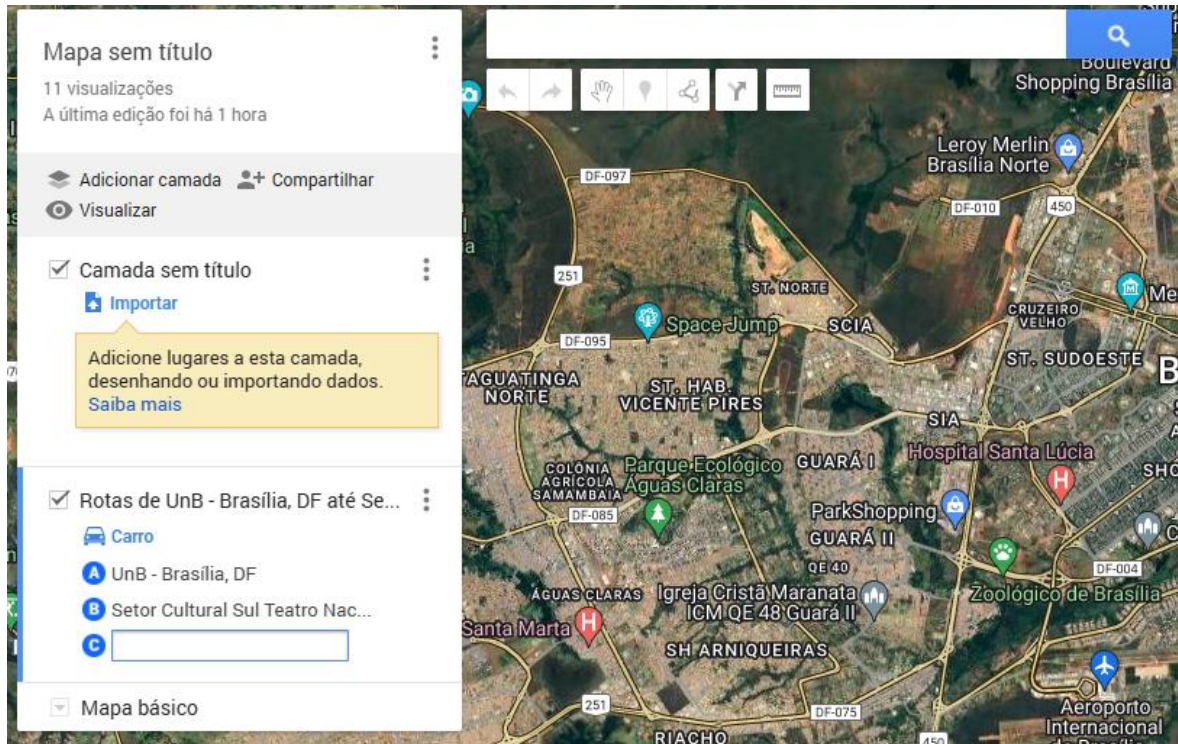 Mapa sem título
11 visualizações
A última edição foi há 1 hora
Adicionar camada Compartilhar
Visualizar
Camada sem título
Importar
Adicione lugares a esta camada,
desenhando ou importando dados.
Saiba mais
Rotas de UnB - Brasília, DF até Se...
Carro
A UnB - Brasília, DF
B Setor Cultural Sul Teatro Nac...
C
Mapa básico
Boulevard
Shopping Brasília
Leroy Merlin
Brasília Norte
DF-097
DF-010
450
251
ST. NORTE
Me
CRUZEIRO
VELHO
Space Jump
SCIA
DF-095
ST. SUDOESTE
B
AGUATINGA
NORTE
ST. HAB.
VICENTE PIRES
SIA
Hospital Santa Lúcia
H
COLÔNIA
AGRÍCOLA
SAMAMBAIA
Parque Ecológico
Águas Claras
GUARÁ I
SHC
DF-085
ParkShopping
GUARÁ II
C
QE 40
DF-004
ÁGUAS CLARAS
Igreja Cristã Maranata
ICM QE 48 Guará II
Zoológico de Brasília
Santa Marta
H
SH ARNIQUEIRAS
251
DF-075
Aeroporto
Internacional
RIACHO
450